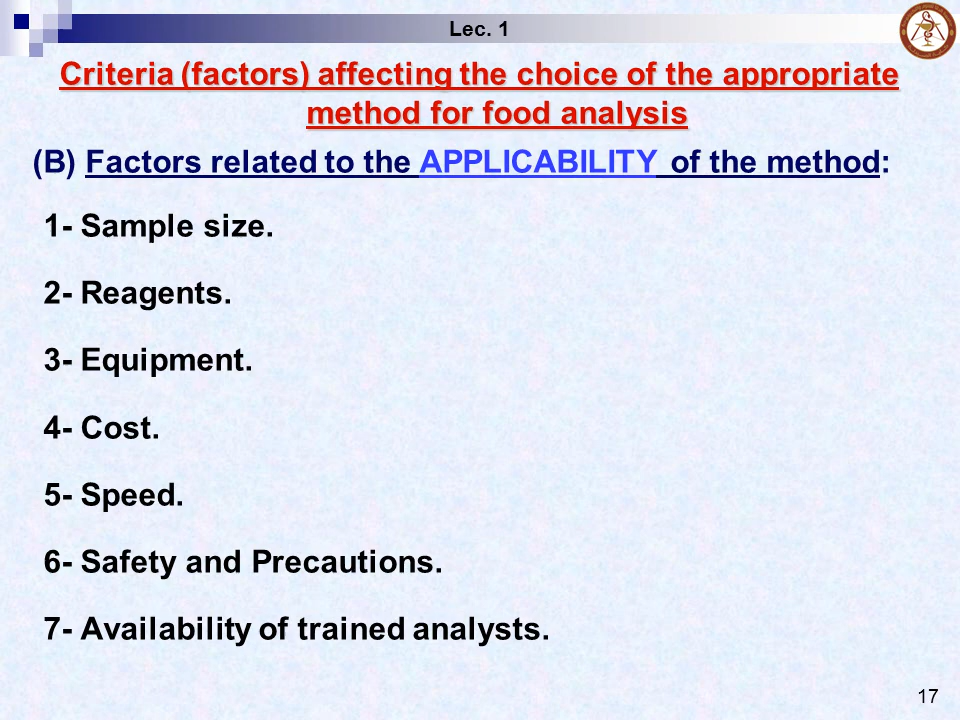 Lec. 1
Criteria (factors) affecting the choice of the appropriate
method for food analysis
(B) Factors related to the APPLICABILITY of the method:
1- Sample size.
2- Reagents.
3- Equipment.
4- Cost.
5- Speed.
6- Safety and Precautions.
7- Availability of trained analysts.
17